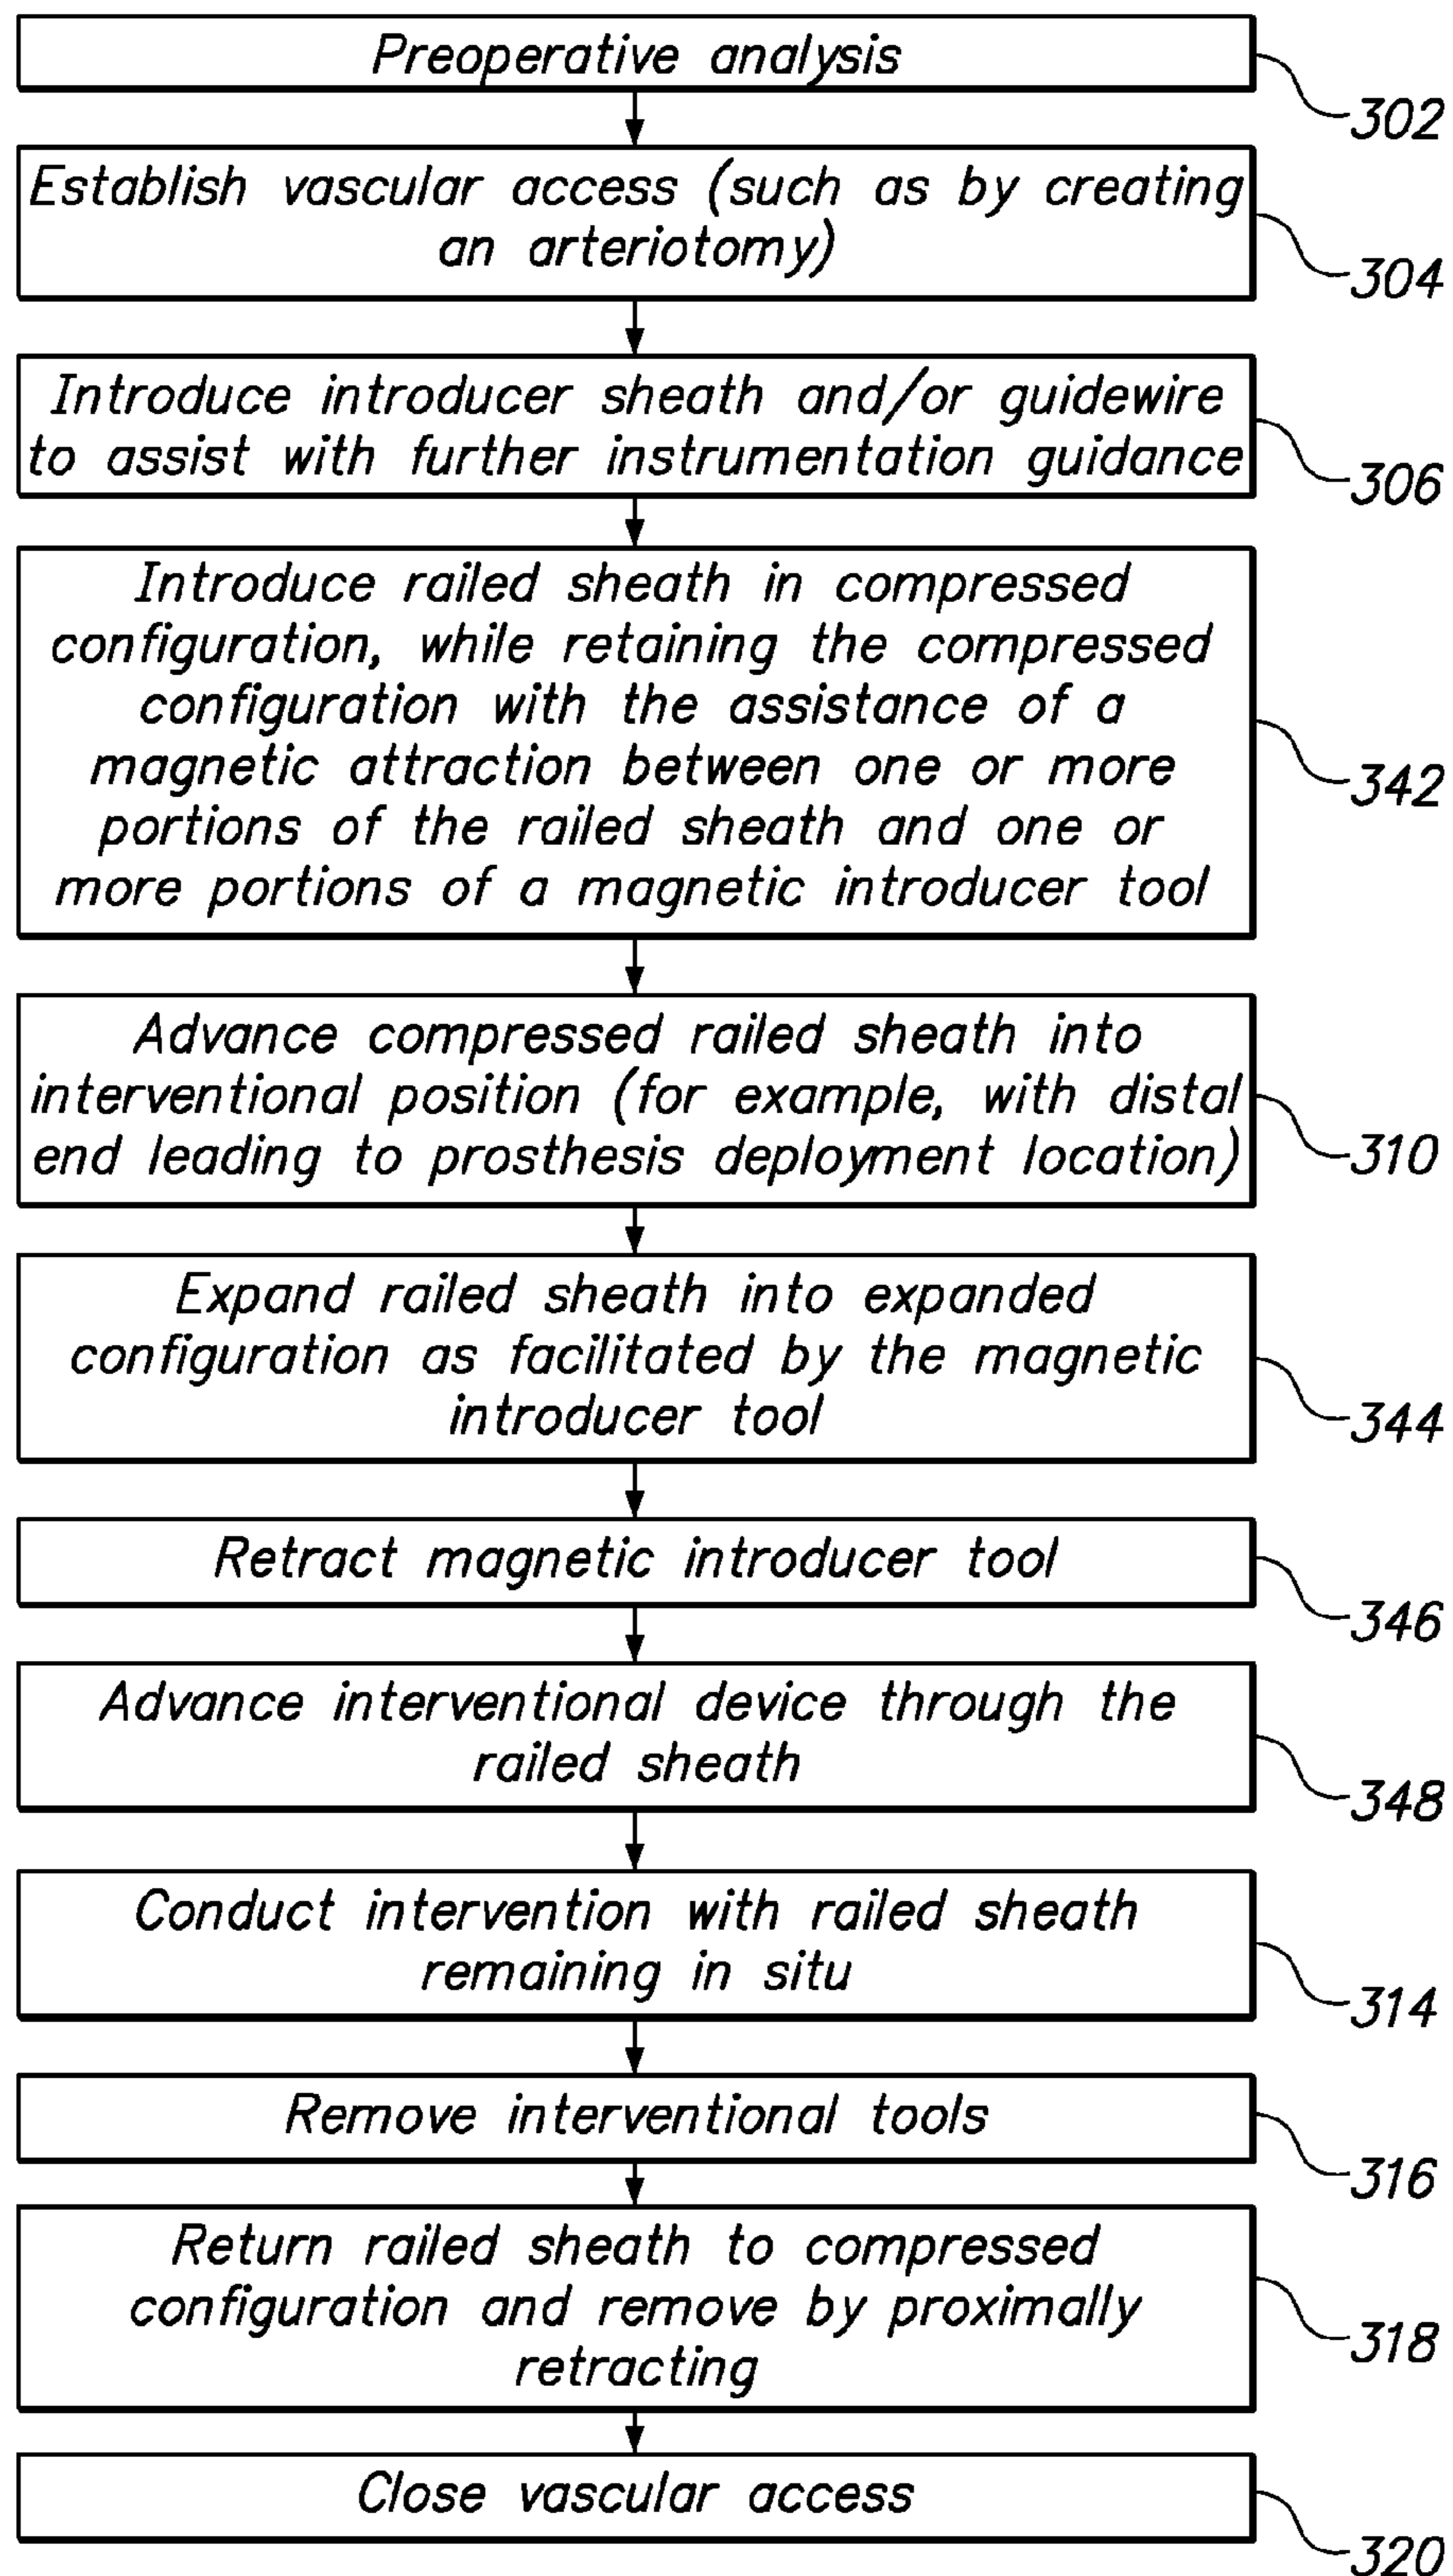 Preoperative analysis
302
Establish vascular access (such as by creating
an arteriotomy)
304
Introduce introducer sheath and/or guidewire
to assist with further instrumentation guidance
306
Introduce railed sheath in compressed
configuration, while retaining the compressed
configuration with the assistance of a
magnetic attraction between one or more
portions of the railed sheath and one or
more portions of a magnetic introducer tool
342
Advance compressed railed sheath into
interventional position (for example, with distal
end leading to prosthesis deployment location)
310
Expand railed sheath into expanded
configuration as facilitated by the magnetic
introducer tool
344
Retract magnetic introducer tool
346
Advance interventional device through the
railed sheath
348
Conduct intervention with railed sheath
remaining in situ
314
Remove interventional tools
316
Return railed sheath to compressed
configuration and remove by proximally
retracting
318
Close vascular access
320